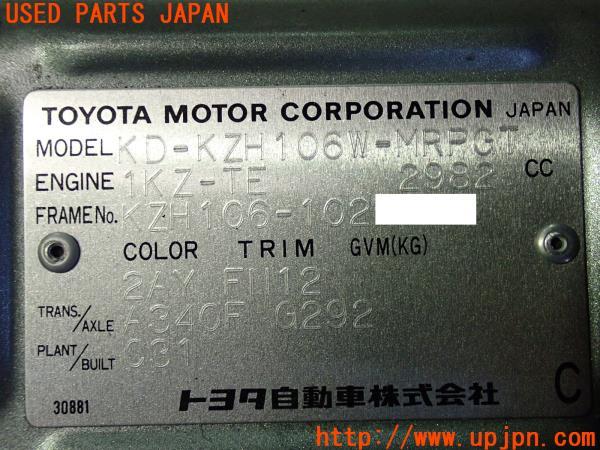 USED PARTS JAPAN
TOYOTA MOTOR CORPORATION JAPAN
MODEL KD-KZH106W-MRPGT
ENGINE 1KZ-TE 2982 CC
FRAME No. KZH106-102
COLOR TRIM GVM(KG)
2AY FU12
TRANS./AXLE A340F G292
PLANT/BUILT C31
30881 トヨタ自動車株式会社 C
http://www.upjpn.com